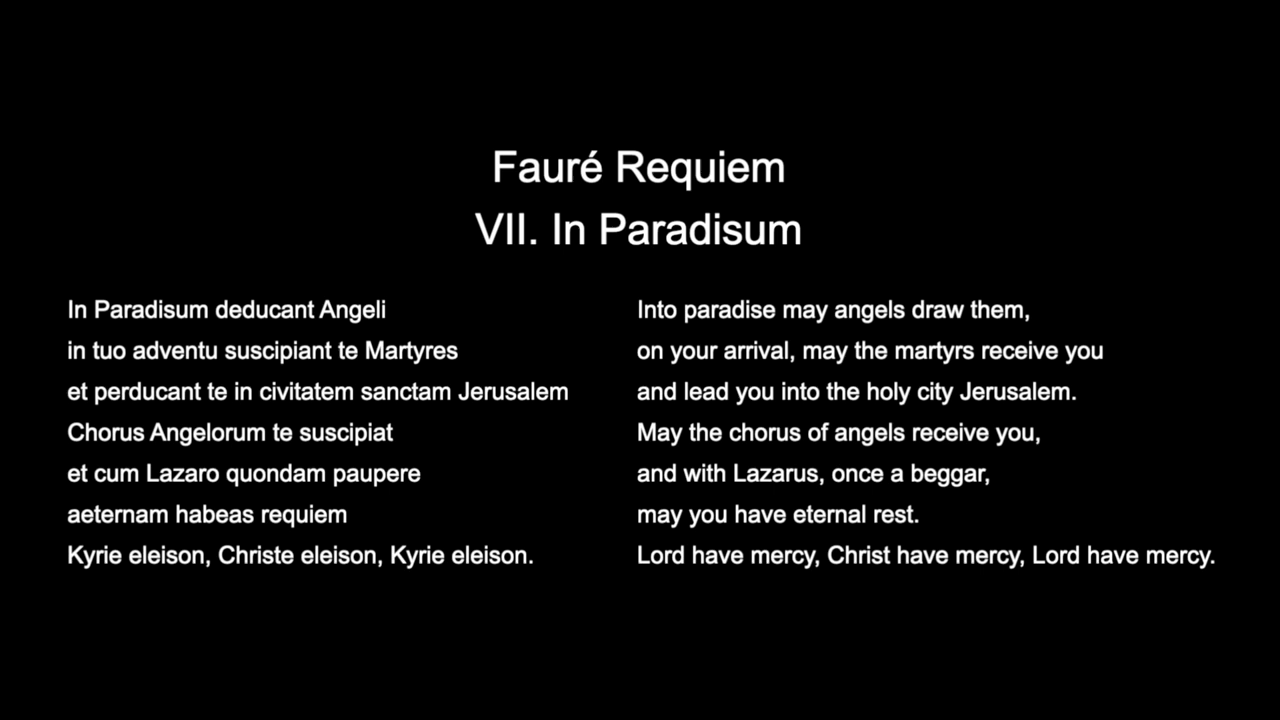 Fauré Requiem
VII. In Paradisum
In Paradisum deducant Angeli
in tuo adventu suscipiant te Martyres
et perducant te in civitatem sanctam Jerusalem
Chorus Angelorum te suscipiat
et cum Lazaro quondam paupere
aeternam habeas requiem
Kyrie eleison, Christe eleison, Kyrie eleison.
Into paradise may angels draw them,
on your arrival, may the martyrs receive you
and lead you into the holy city Jerusalem.
May the chorus of angels receive you,
and with Lazarus, once a beggar,
may you have eternal rest.
Lord have mercy, Christ have mercy, Lord have mercy.